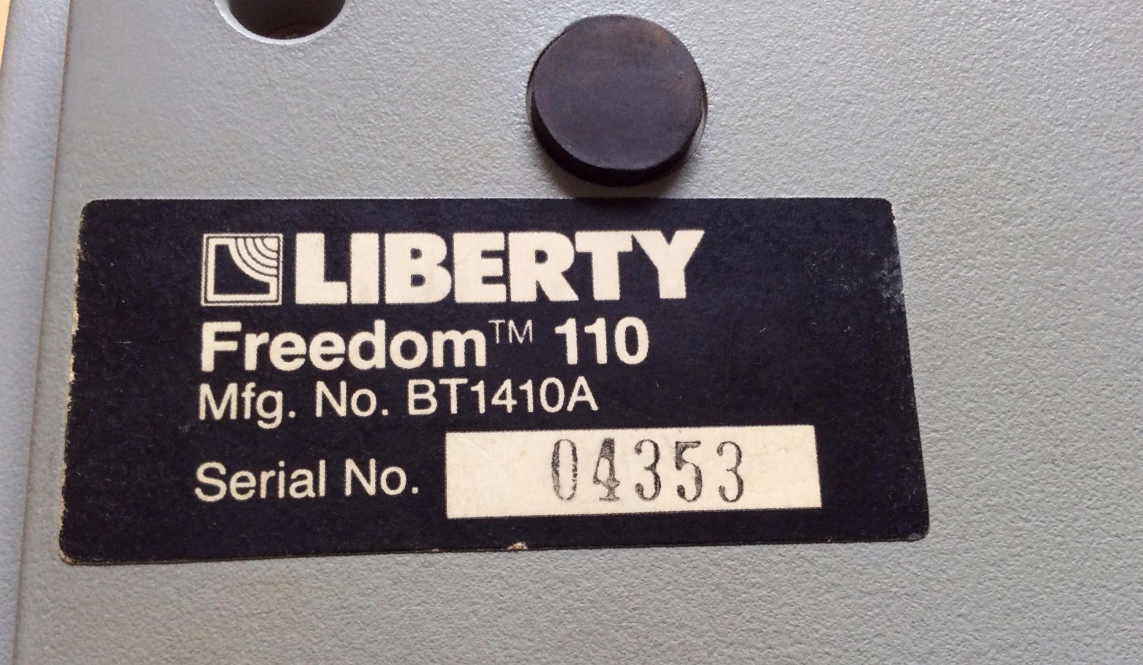 LIBERTY
Freedom™ 110
Mfg. No. BT1410A
Serial No. 04353